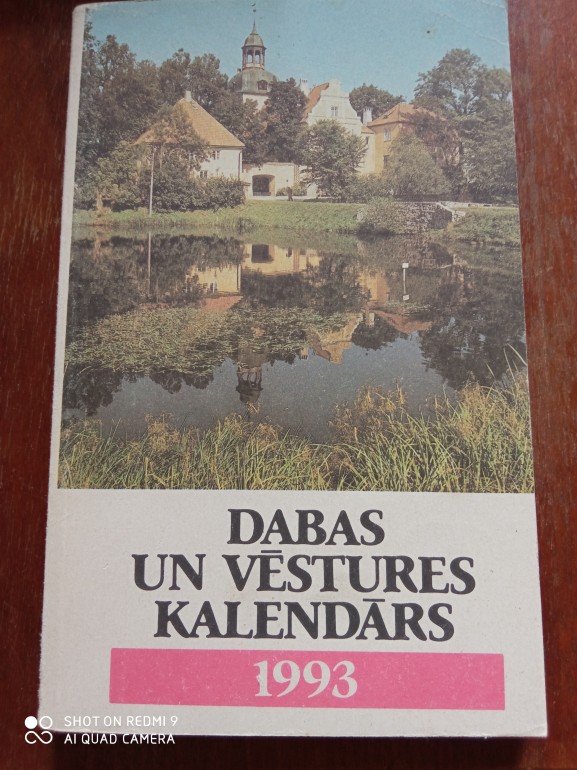 DABAS
UN VĒSTURES
KALENDĀRS
1993
SHOT ON REDMI 9
AI QUAD CAMERA